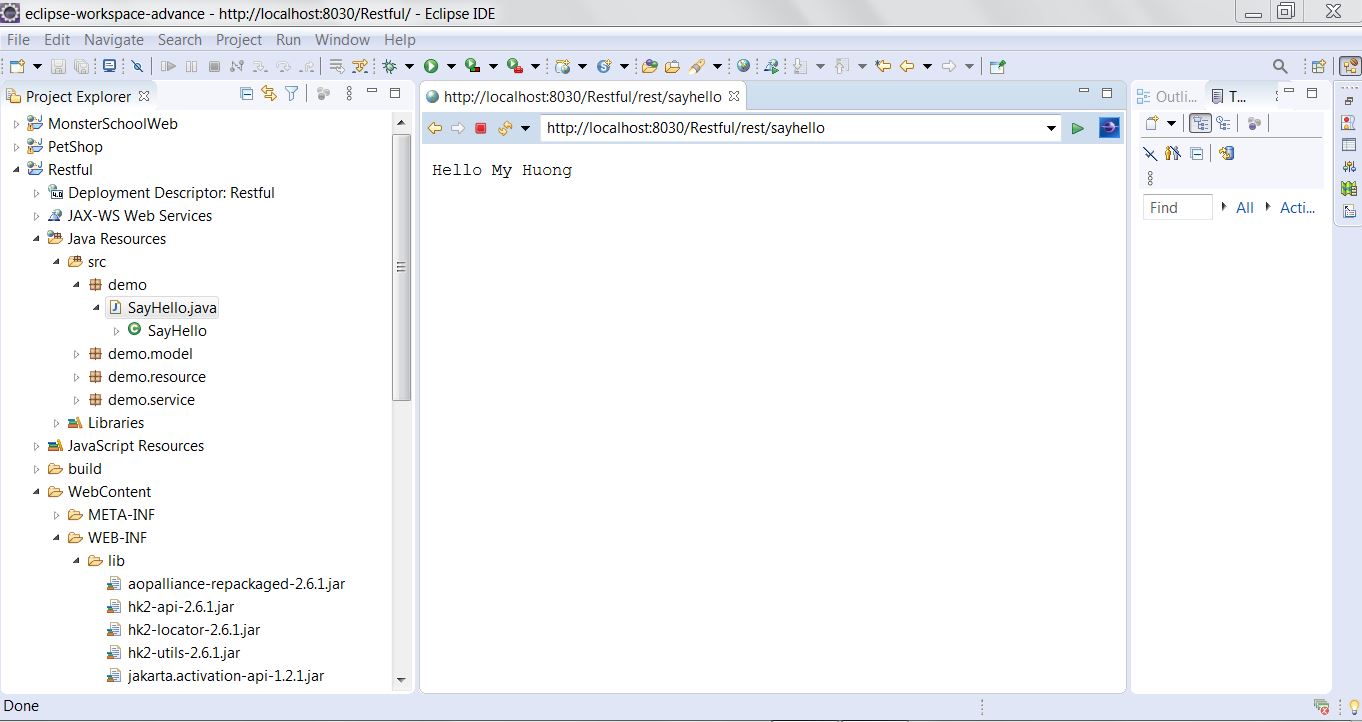 eclipse-workspace-advance - http://localhost:8030/Restful/ - Eclipse IDE
File Edit Navigate Search Project Run Window Help
Project Explorer
MonsterSchoolWeb
PetShop
Restful
Deployment Descriptor: Restful
JAX-WS Web Services
Java Resources
src
demo
SayHello.java
SayHello
demo.model
demo.resource
demo.service
Libraries
JavaScript Resources
build
WebContent
META-INF
WEB-INF
lib
aopalliance-repackaged-2.6.1.jar
hk2-api-2.6.1.jar
hk2-locator-2.6.1.jar
hk2-utils-2.6.1.jar
jakarta.activation-api-1.2.1.jar
http://localhost:8030/Restful/rest/sayhello
http://localhost:8030/Restful/rest/sayhello
Hello My Huong
Outli... T...
Find All Acti...
Done